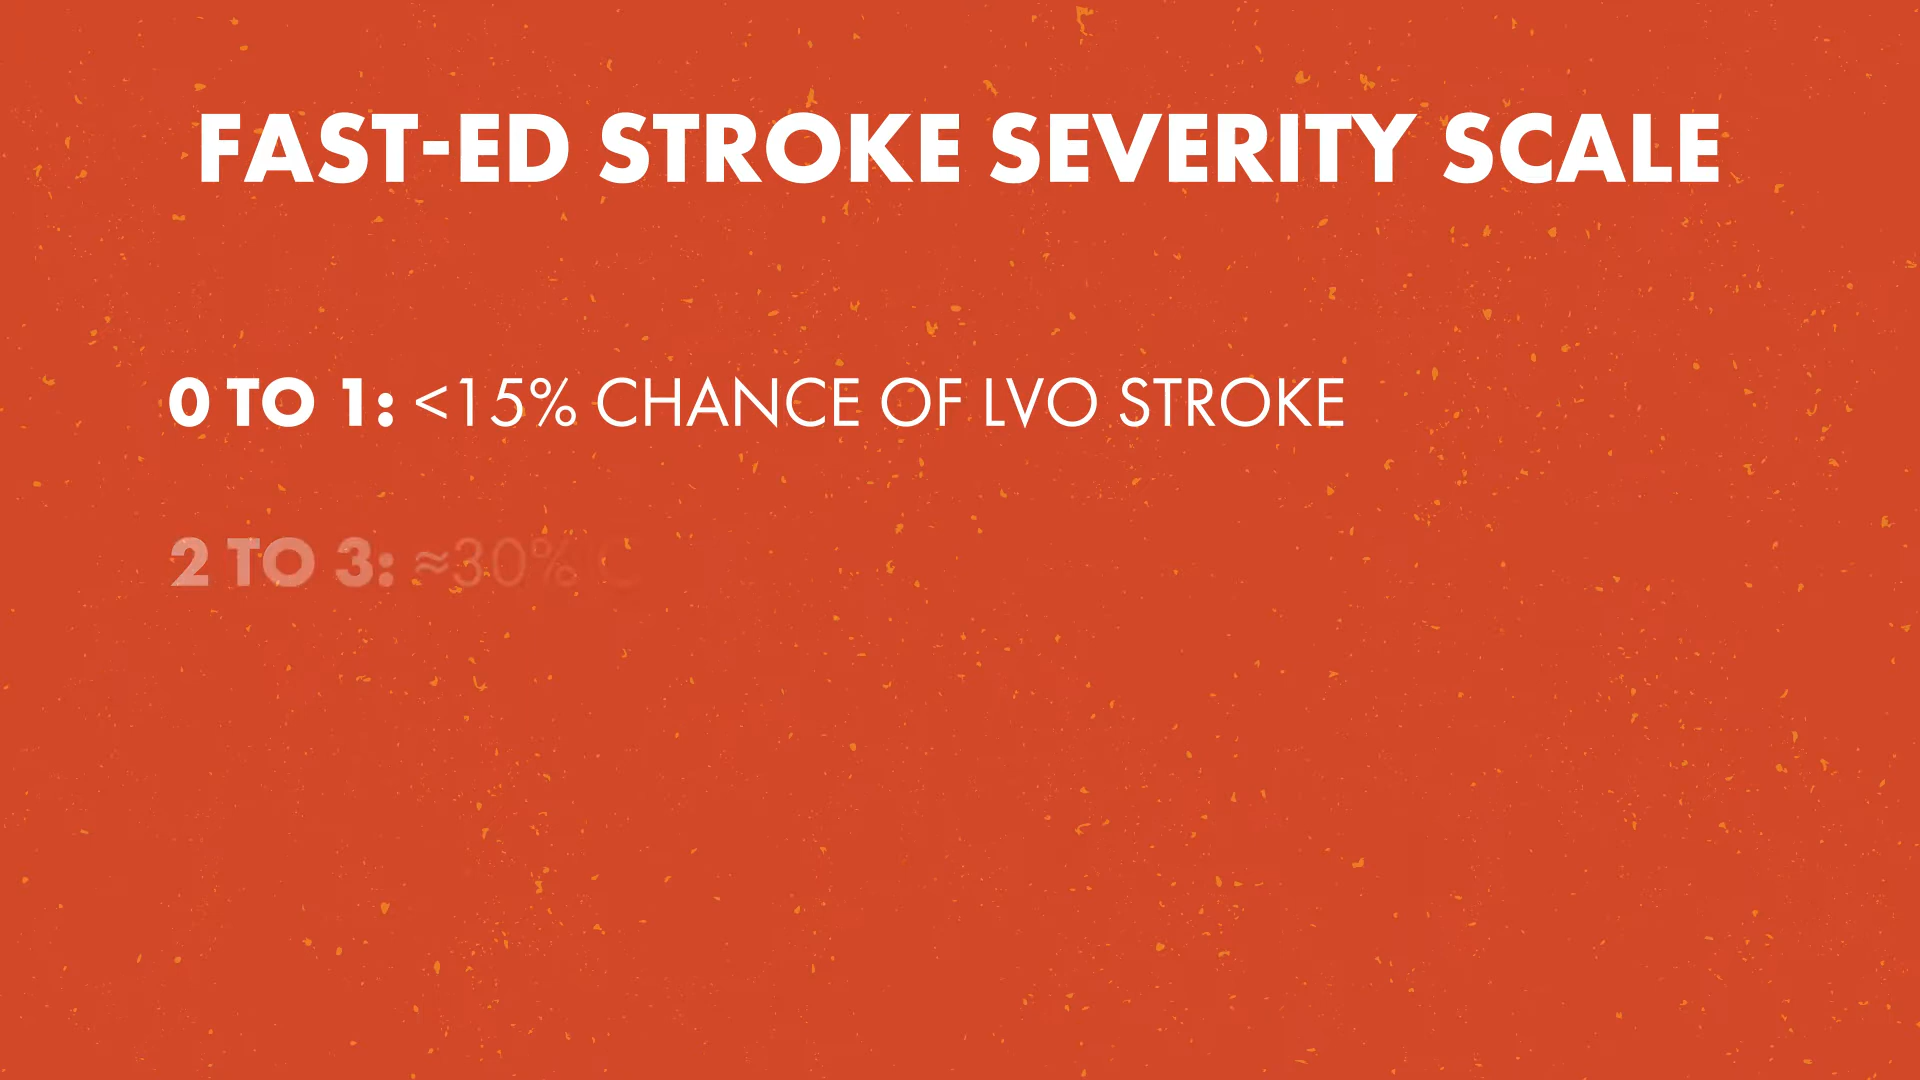 FAST-ED STROKE SEVERITY SCALE
0 TO 1: <15% CHANCE OF LVO STROKE
2 TO 3: ≈30% C